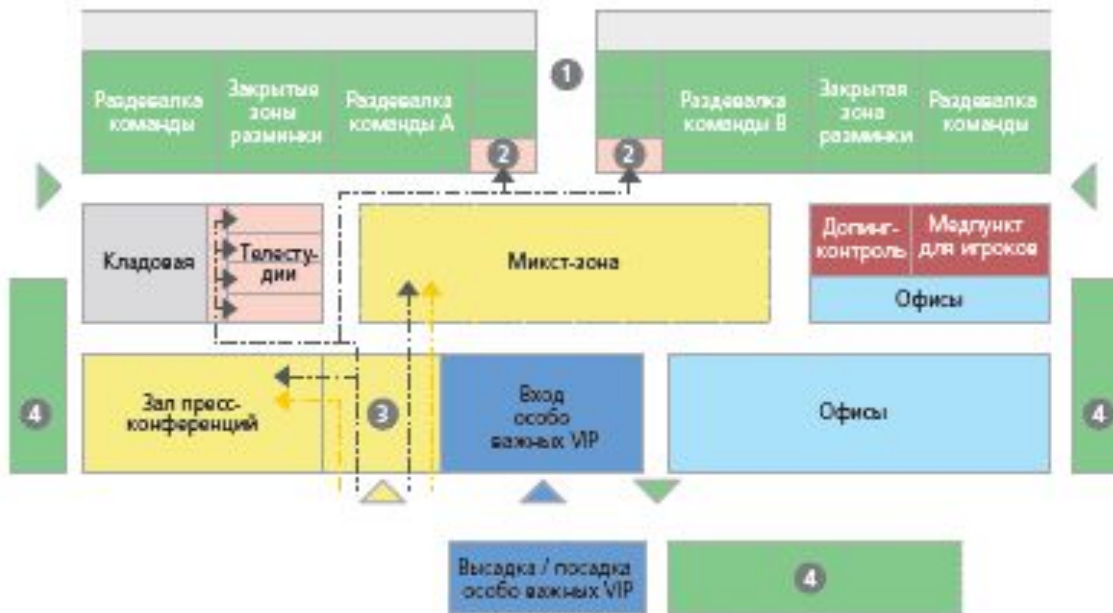 Раздевалка
команды
Закрытые
зоны
разминки
Раздевалка
команды А
1
Раздевалка
команды В
Закрытая
зона
разминки
Раздевалка
команды
2
2
Кладовая
Телесту-
дии
Микст-зона
Допинг-
контроль
Медпункт
для игроков
Офисы
4
Зал пресс-
конференций
3
Вход
особо
важных VIP
Офисы
4
Высадка / посадка
особо важных VIP
4